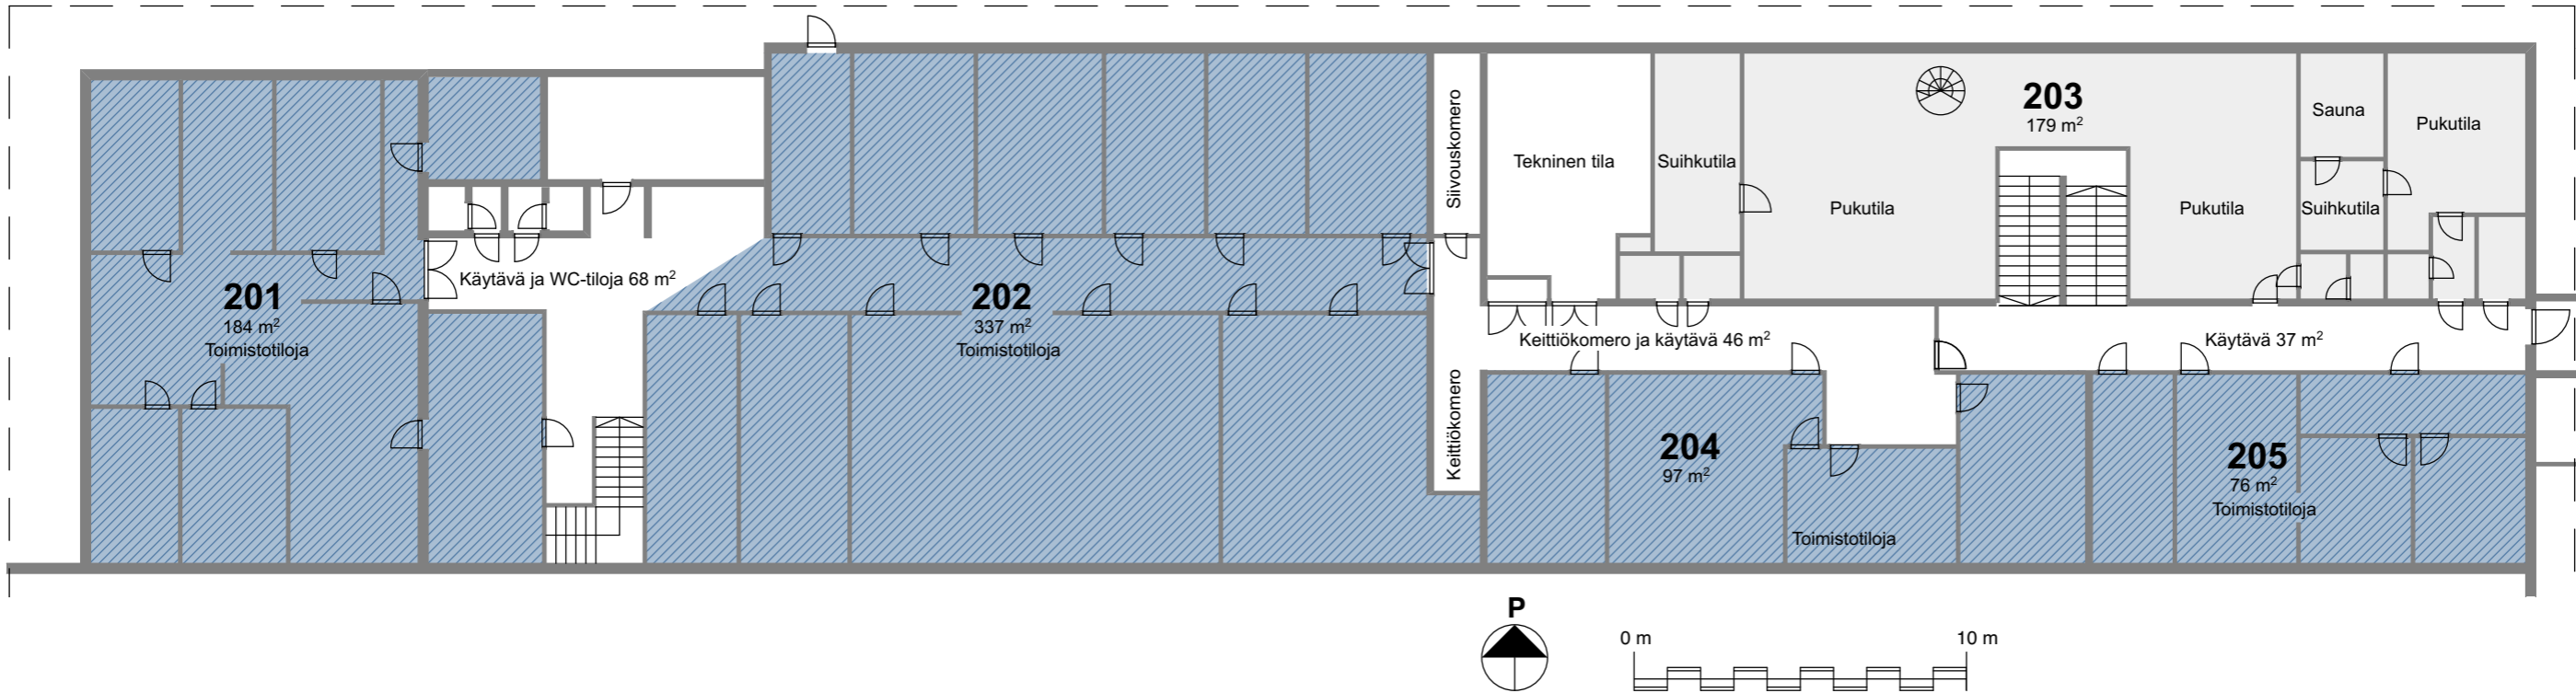 201
184 m²
Toimistotiloja
Käytävä ja WC-tiloja 68 m²
202
337 m²
Toimistotiloja
Siivouskomero
Keittiökomero
Tekninen tila
Suihkutila
Pukutila
203
179 m²
Pukutila
Sauna
Suihkutila
Pukutila
Keittiökomero ja käytävä 46 m²
Käytävä 37 m²
204
97 m²
Toimistotiloja
205
76 m²
Toimistotiloja
P
0 m
10 m